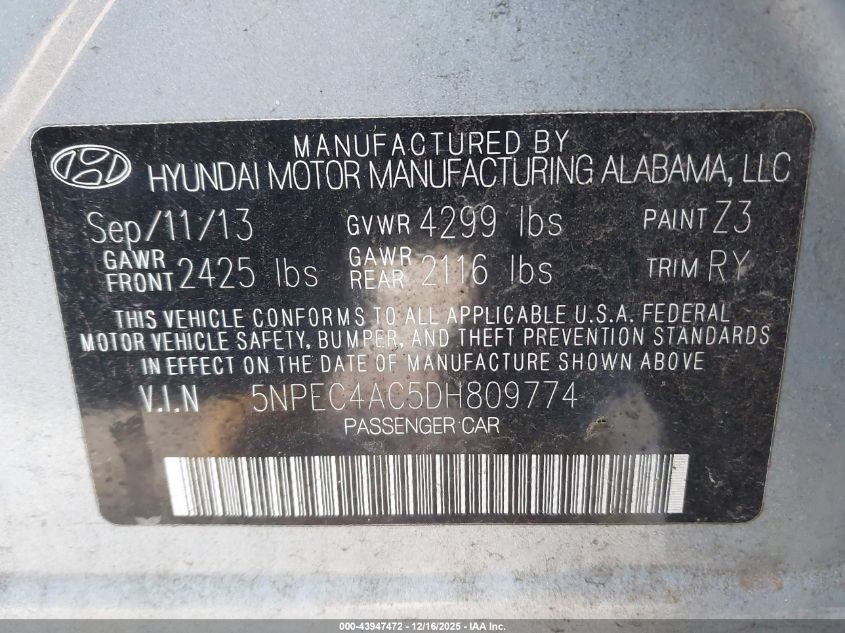 MANUFACTURED BY
HYUNDAI MOTOR MANUFACTURING ALABAMA, LLC
Sep/11/13 GVWR 4299 lbs PAINT Z3
GAWR FRONT 2425 lbs GAWR REAR 2116 lbs TRIM RY
THIS VEHICLE CONFORMS TO ALL APPLICABLE U.S.A. FEDERAL
MOTOR VEHICLE SAFETY, BUMPER, AND THEFT PREVENTION STANDARDS
IN EFFECT ON THE DATE OF MANUFACTURE SHOWN ABOVE.
V.I.N 5NPEC4AC5DH809774
PASSENGER CAR
000-43947472 - 12/16/2025 - IAA Inc.